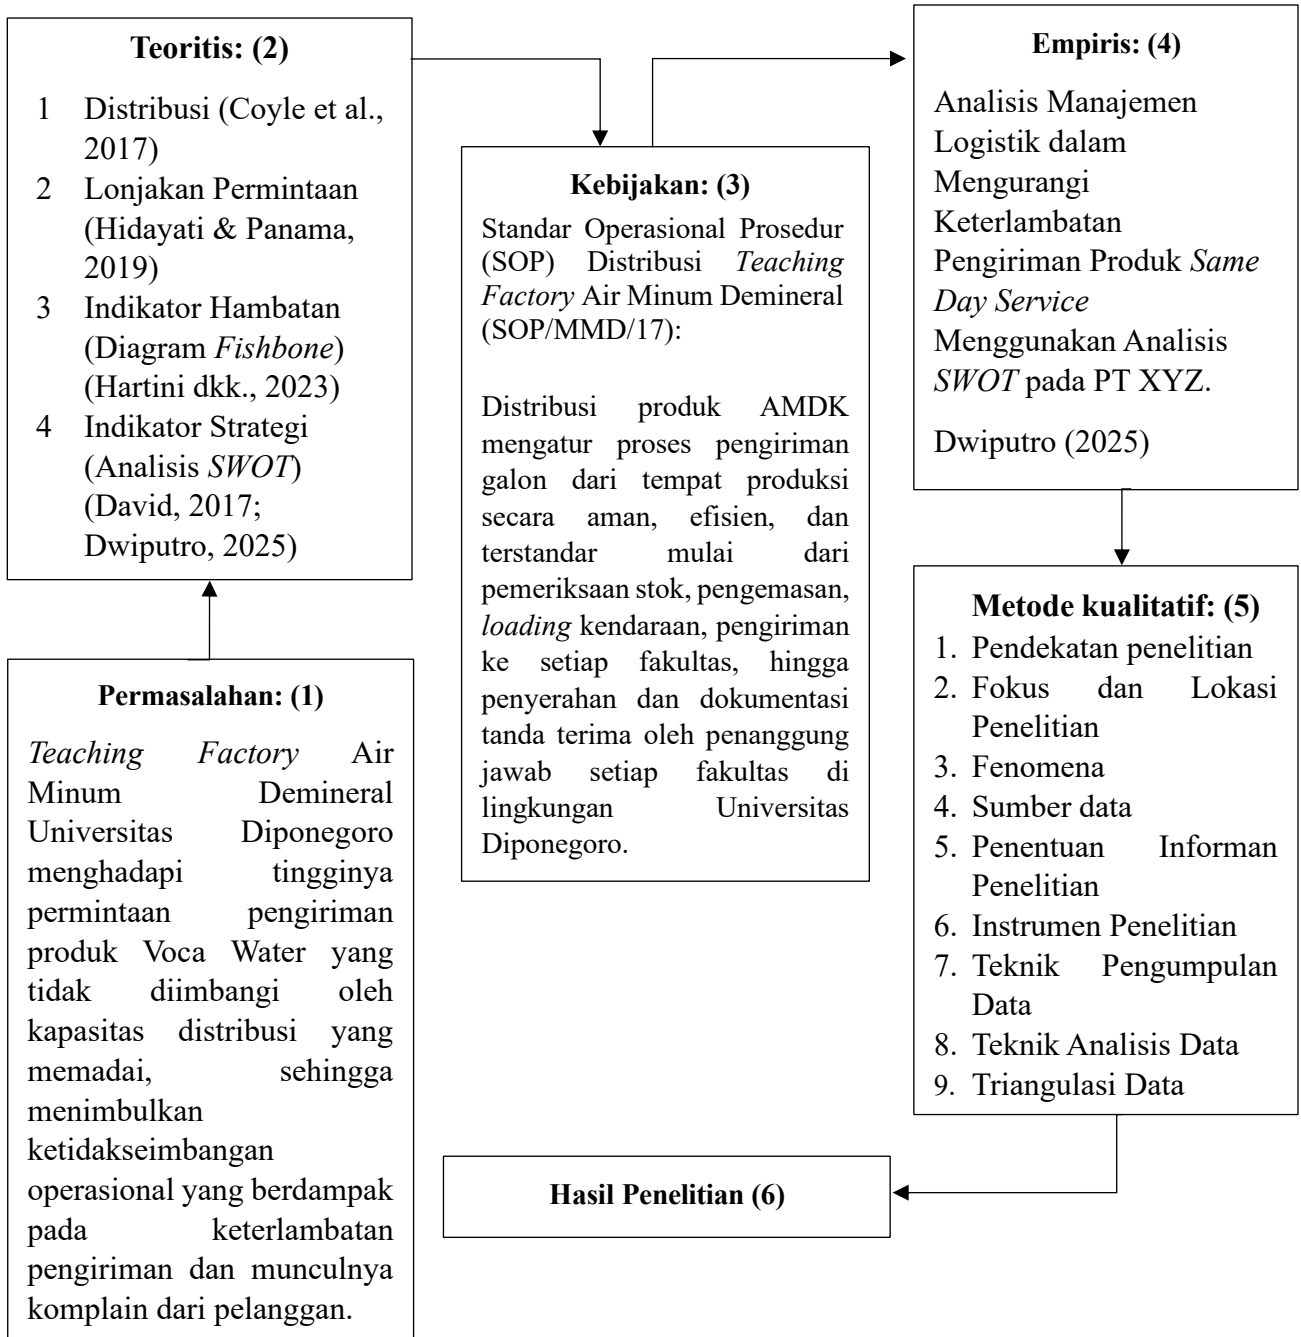 Teoritis: (2)
1 Distribusi (Coyle et al.,
2017)
2 Lonjakan Permintaan
(Hidayati & Panama,
2019)
3 Indikator Hambatan
(Diagram Fishbone)
(Hartini dkk., 2023)
4 Indikator Strategi
(Analisis SWOT)
(David, 2017;
Dwiputro, 2025)
Permasalahan: (1)
Teaching Factory Air
Minum Demineral
Universitas Diponegoro
menghadapi tingginya
permintaan pengiriman
produk Voca Water yang
tidak diimbangi oleh
kapasitas distribusi yang
memadai, sehingga
menimbulkan
ketidakseimbangan
operasional yang berdampak
pada keterlambatan
pengiriman dan munculnya
komplain dari pelanggan.
Kebijakan: (3)
Standar Operasional Prosedur
(SOP) Distribusi Teaching
Factory Air Minum Demineral
(SOP/MMD/17):
Distribusi produk AMDK
mengatur proses pengiriman
galon dari tempat produksi
secara aman, efisien, dan
terstandar mulai dari
pemeriksaan stok, pengemasan,
loading kendaraan, pengiriman
ke setiap fakultas, hingga
penyerahan dan dokumentasi
tanda terima oleh penanggung
jawab setiap fakultas di
lingkungan Universitas
Diponegoro.
Empiris: (4)
Analisis Manajemen
Logistik dalam
Mengurangi
Keterlambatan
Pengiriman Produk Same
Day Service
Menggunakan Analisis
SWOT pada PT XYZ.
Dwiputro (2025)
Metode kualitatif: (5)
1. Pendekatan penelitian
2. Fokus dan Lokasi
Penelitian
3. Fenomena
4. Sumber data
5. Penentuan Informan
Penelitian
6. Instrumen Penelitian
7. Teknik Pengumpulan
Data
8. Teknik Analisis Data
9. Triangulasi Data
Hasil Penelitian (6)